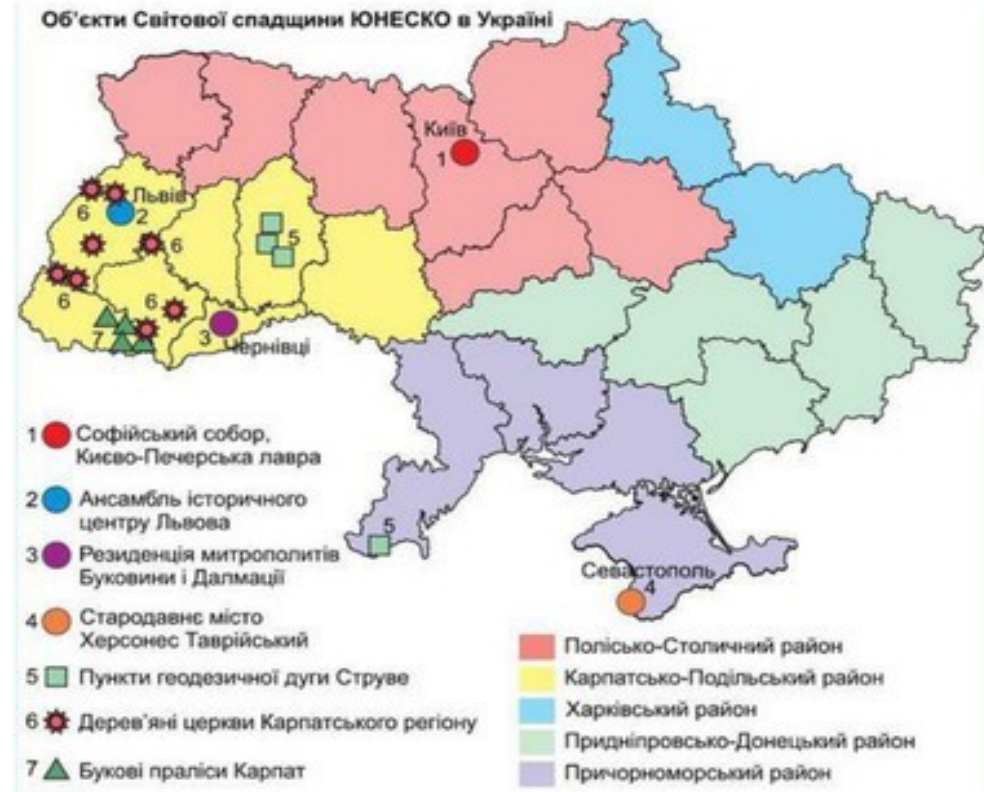 Об'єкти Світової спадщини ЮНЕСКО в Україні
Київ
1
Львів
6
2
6
5
6
6
7
3
Чернівці
5
Севастополь
4
1 Софійський собор,
Києво-Печерська лавра
2 Ансамбль історичного
центру Львова
3 Резиденція митрополитів
Буковини і Далмації
4 Стародавнє місто
Херсонес Таврійський
5 Пункти геодезичної дуги Струве
6 Дерев'яні церкви Карпатського регіону
7 Букові праліси Карпат
Полісько-Столичний район
Карпатсько-Подільський район
Харківський район
Придніпровсько-Донецький район
Причорноморський район